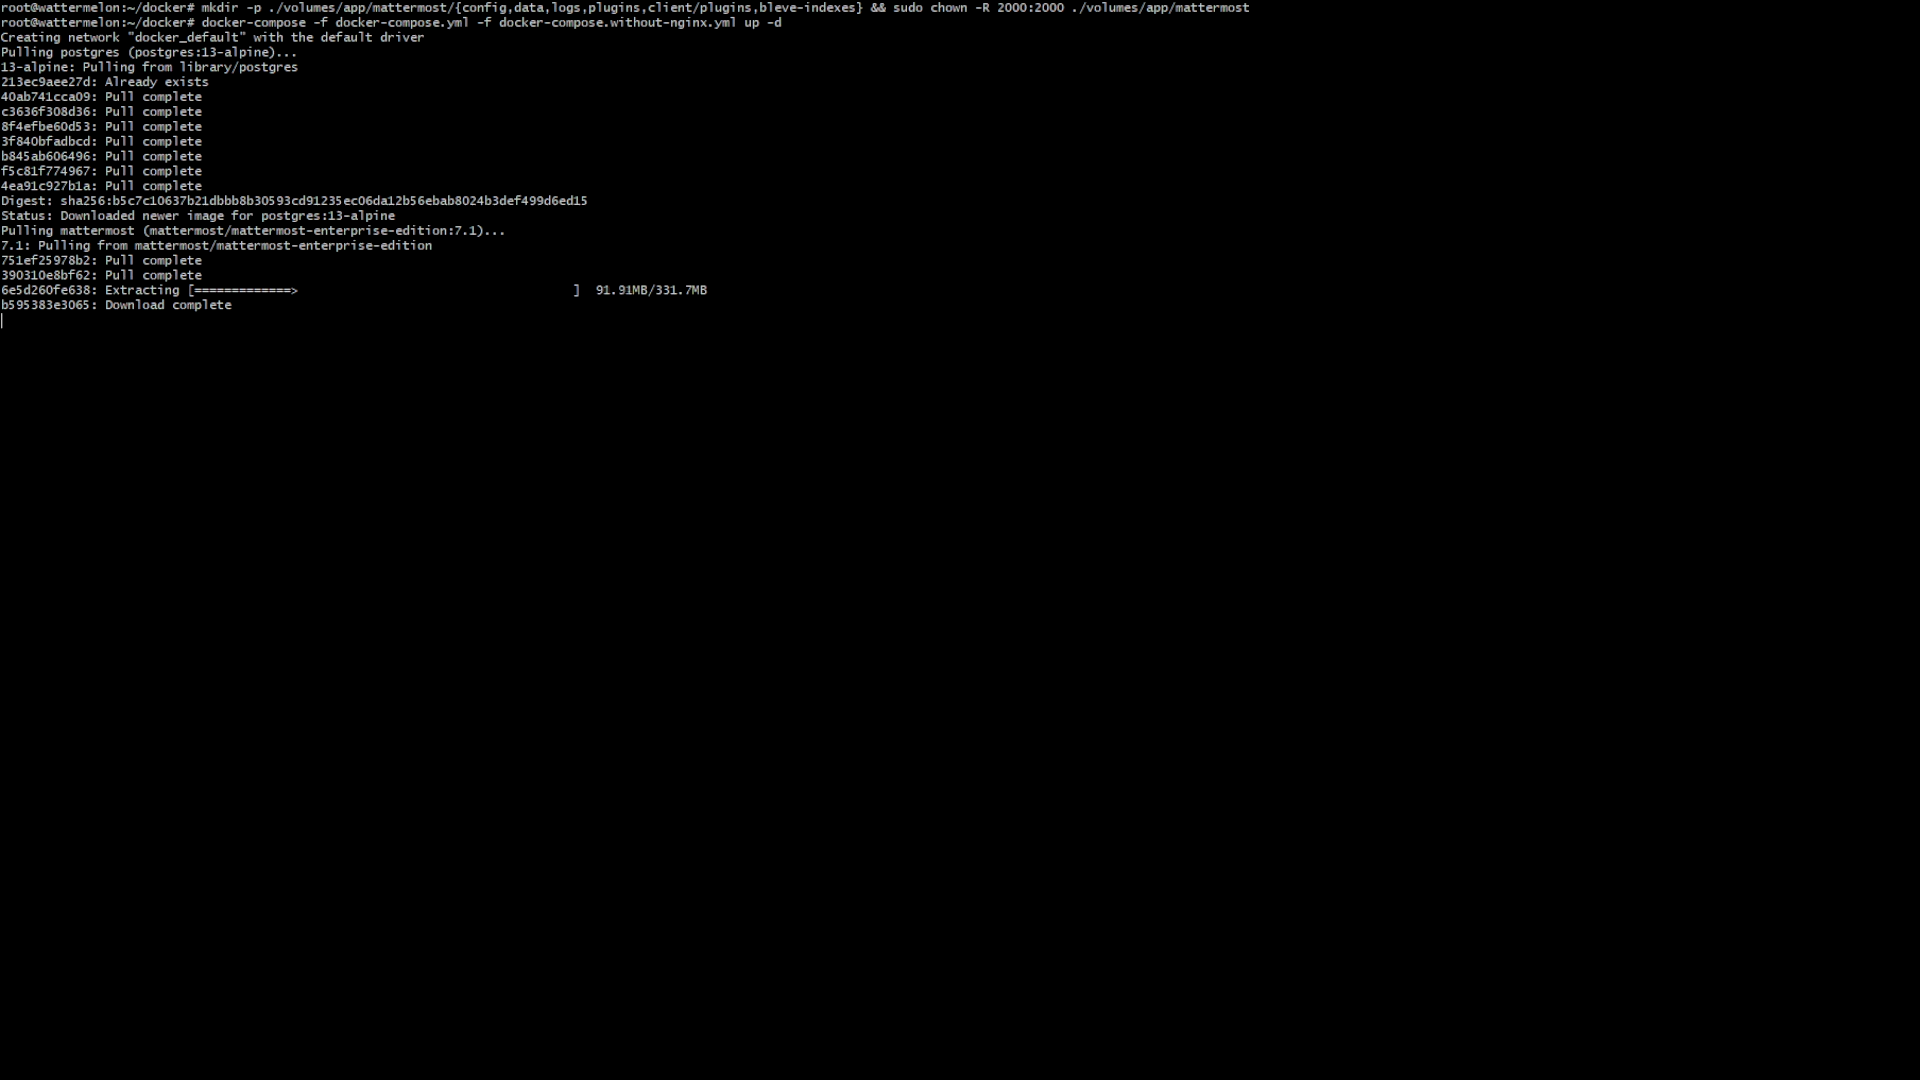 root@wattermelon:~/docker# mkdir -p ./volumes/app/mattermost/{config,data,logs,plugins,client/plugins,bleve-indexes} && sudo chown -R 2000:2000 ./volumes/app/mattermost
root@wattermelon:~/docker# docker-compose -f docker-compose.yml -f docker-compose.without-nginx.yml up -d
Creating network "docker_default" with the default driver
Pulling postgres (postgres:13-alpine)...
13-alpine: Pulling from library/postgres
213ec9aee27d: Already exists
40ab741cca09: Pull complete
c3636f308d36: Pull complete
8f4efbe60d53: Pull complete
3f840bfadbcd: Pull complete
b845ab606496: Pull complete
f5c81f774967: Pull complete
4ea91c927b1a: Pull complete
Digest: sha256:b5c7c10637b21dbbb8b30593cd91235ec06da12b56ebab8024b3def499d6ed15
Status: Downloaded newer image for postgres:13-alpine
Pulling mattermost (mattermost/mattermost-enterprise-edition:7.1)...
7.1: Pulling from mattermost/mattermost-enterprise-edition
751ef25978b2: Pull complete
390310e8bf62: Pull complete
6e5d260fe638: Extracting [=============>                                     ]  91.91MB/331.7MB
b595383e3065: Download complete